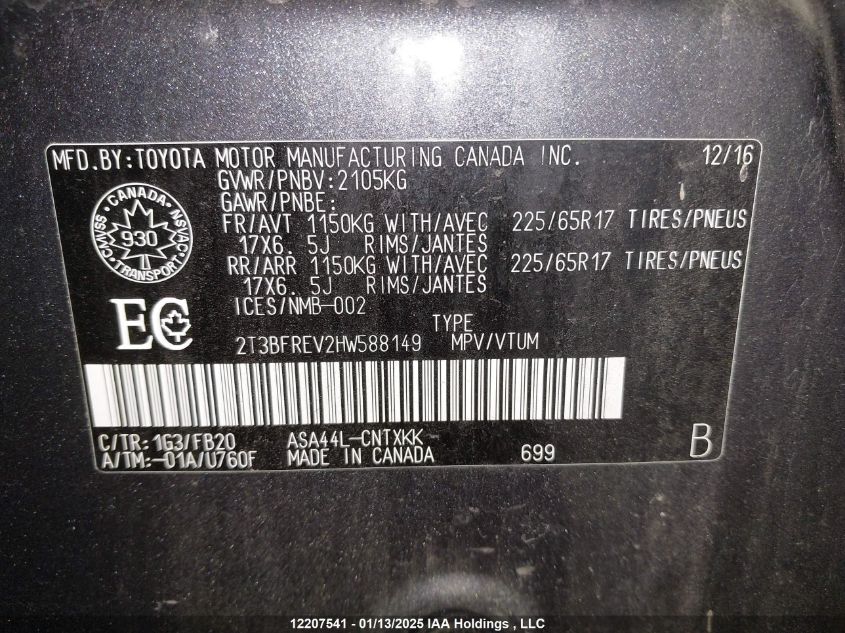 MFD.BY:TOYOTA MOTOR MANUFACTURING CANADA INC. 12/16
GVWR/PNBV:2105KG
GAWR/PNBE:
FR/AVT 1150KG WITH/AVEC 225/65R17 TIRES/PNEUS
17X6.5J RIMS/JANTES
RR/ARR 1150KG WITH/AVEC 225/65R17 TIRES/PNEUS
17X6.5J RIMS/JANTES
ICES/NMB-002
CANADA
CMVSS 930 NSVAC
TRANSPORT
EC
TYPE
2T3BFREV2HW588149 MPV/VTUM
C/TR: 1G3/FB20 ASA44L-CNTXKK
A/TM:-01A/U760F MADE IN CANADA 699 B
12207541 - 01/13/2025 IAA Holdings , LLC